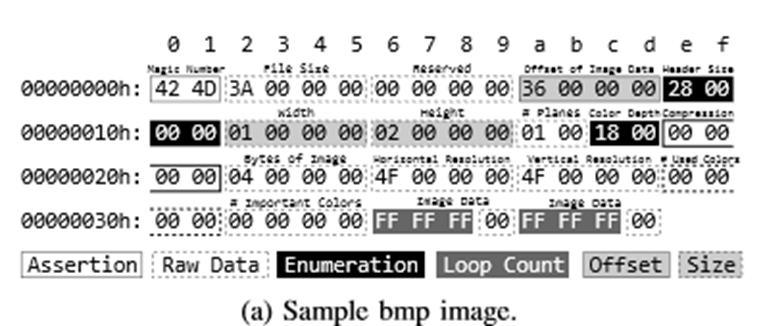 0 1 2 3 4 5 6 7 8 9 a b c d e f
Magic Number File Size Reserved Offset of Image Data Header Size
00000000h: 42 4D 3A 00 00 00 00 00 00 00 36 00 00 00 28 00
Width Height # Planes Color Depth Compression
00000010h: 00 00 01 00 00 00 02 00 00 00 01 00 18 00 00 00
Bytes of Image Horizontal Resolution Vertical Resolution # Used Colors
00000020h: 00 00 04 00 00 00 4F 00 00 00 4F 00 00 00 00 00
# Important Colors Image Data Image Data
00000030h: 00 00 00 00 00 00 FF FF FF 00 FF FF FF 00
Assertion Raw Data Enumeration Loop Count Offset Size
(a) Sample bmp image.